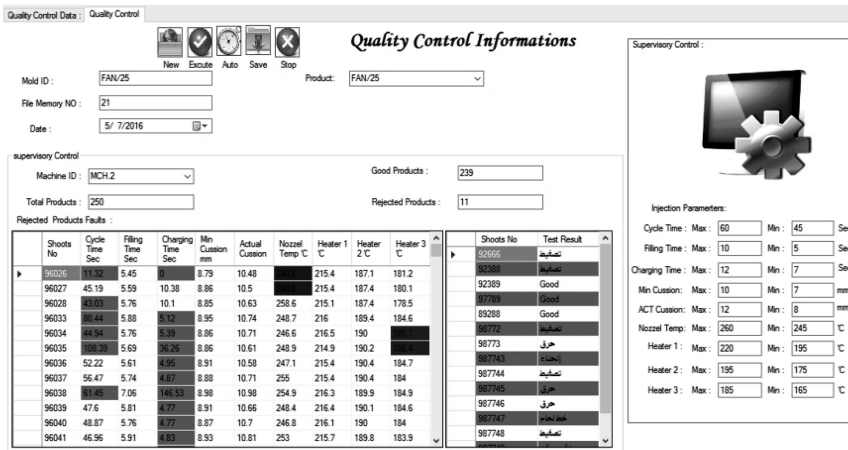 Quality Control Data : Quality Control
New Excute Auto Save Stop
Quality Control Informations
Mold ID : FAN/25 Product: FAN/25
File Memory NO : 21
Date : 5/ 7/2016
supervisory Control
Machine ID : MCH.2 Good Products : 239
Total Products : 250 Rejected Products : 11
Rejected Products Faults :
Shoots No Cycle Time Sec Filling Time Sec Charging Time Sec Min Cussion mm Actual Cussion Nozzel Temp ℃ Heater 1 ℃ Heater 2 ℃ Heater 3 ℃
96026 11.32 5.45 0 8.79 10.48 215.4 187.1 181.2
96027 45.19 5.59 10.38 8.86 10.5 215.4 187.4 180.1
96028 43.03 5.76 10.1 8.85 10.63 258.6 215.1 187.4 178.5
96033 80.44 5.88 5.12 8.95 10.74 248.7 216 189.4 184.6
96034 44.94 5.76 5.39 8.86 10.71 246.6 216.5 190
96035 108.39 5.69 36.26 8.86 10.61 248.9 214.9 190.2
96036 52.22 5.61 4.95 8.91 10.58 247.1 215.4 190.4 184.7
96037 56.47 5.74 4.87 8.88 10.71 255 215.4 190.4 184
96038 61.45 7.06 146.53 8.98 10.98 254.9 216.3 189.9 184.9
96039 47.6 5.81 4.77 8.91 10.66 248.4 216.4 190.1 184.6
96040 48.87 5.76 4.77 8.87 10.7 246.8 216.1 190 184
96041 46.96 5.91 4.83 8.93 10.81 253 215.7 189.8 183.9
Shoots No Test Result
92666 تصفيط
92388 تصفيط
92389 Good
97789 Good
89288 Good
98772 تصفيط
98773 حرق
987743 إنحناء
987744 تصفيط
987745 حرق
987746 حرق
987747 خط لحام
987748 تصفيط
Supervisory Control :
Injection Paramerters:
Cycle Time : Max : 60 Min : 45 Sec
Filling Time : Max : 10 Min : 5 Sec
Charging Time : Max : 12 Min : 7 Sec
Min Cussion: Max : 10 Min : 7 mm
ACT Cussion: Max : 12 Min : 8 mm
Nozzel Temp: Max : 260 Min : 245 ℃
Heater 1 : Max : 220 Min : 195 ℃
Heater 2 : Max : 195 Min : 175 ℃
Heater 3 : Max : 185 Min : 165 ℃